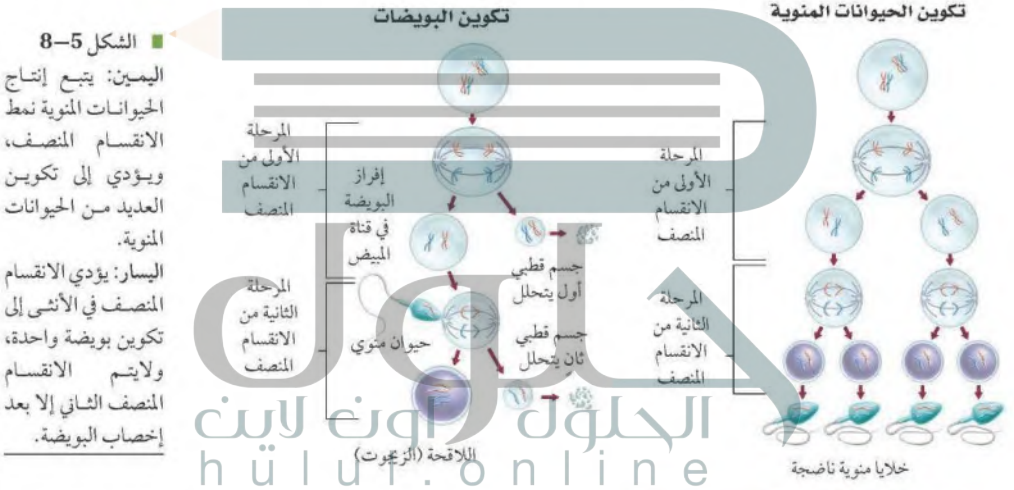 تكوين الحيوانات المنوية
المرحلة
الأولى من
الانقسام
المنصف
المرحلة
الثانية من
الانقسام
المنصف
خلايا منوية ناضجة
تكوين البويضات
المرحلة
الأولى من
الانقسام
المنصف
إفراز
البويضة
في قناة
المبيض
جسم قطبي
أول يتحلل
المرحلة
الثانية من
الانقسام
المنصف
حيوان منوي
جسم قطبي
ثان يتحلل
اللاقحة (الزيجوت)
الشكل 5–8
اليمين: يتبع إنتاج
الحيوانات المنوية نمط
الانقسام المنصف،
ويؤدي إلى تكوين
العديد من الحيوانات
المنوية.
اليسار: يؤدي الانقسام
المنصف في الأنثى إلى
تكوين بويضة واحدة،
ولايتم الانقسام
المنصف الثاني إلا بعد
إخصاب البويضة.
حلول
الحلول اون لاين
hulul.online